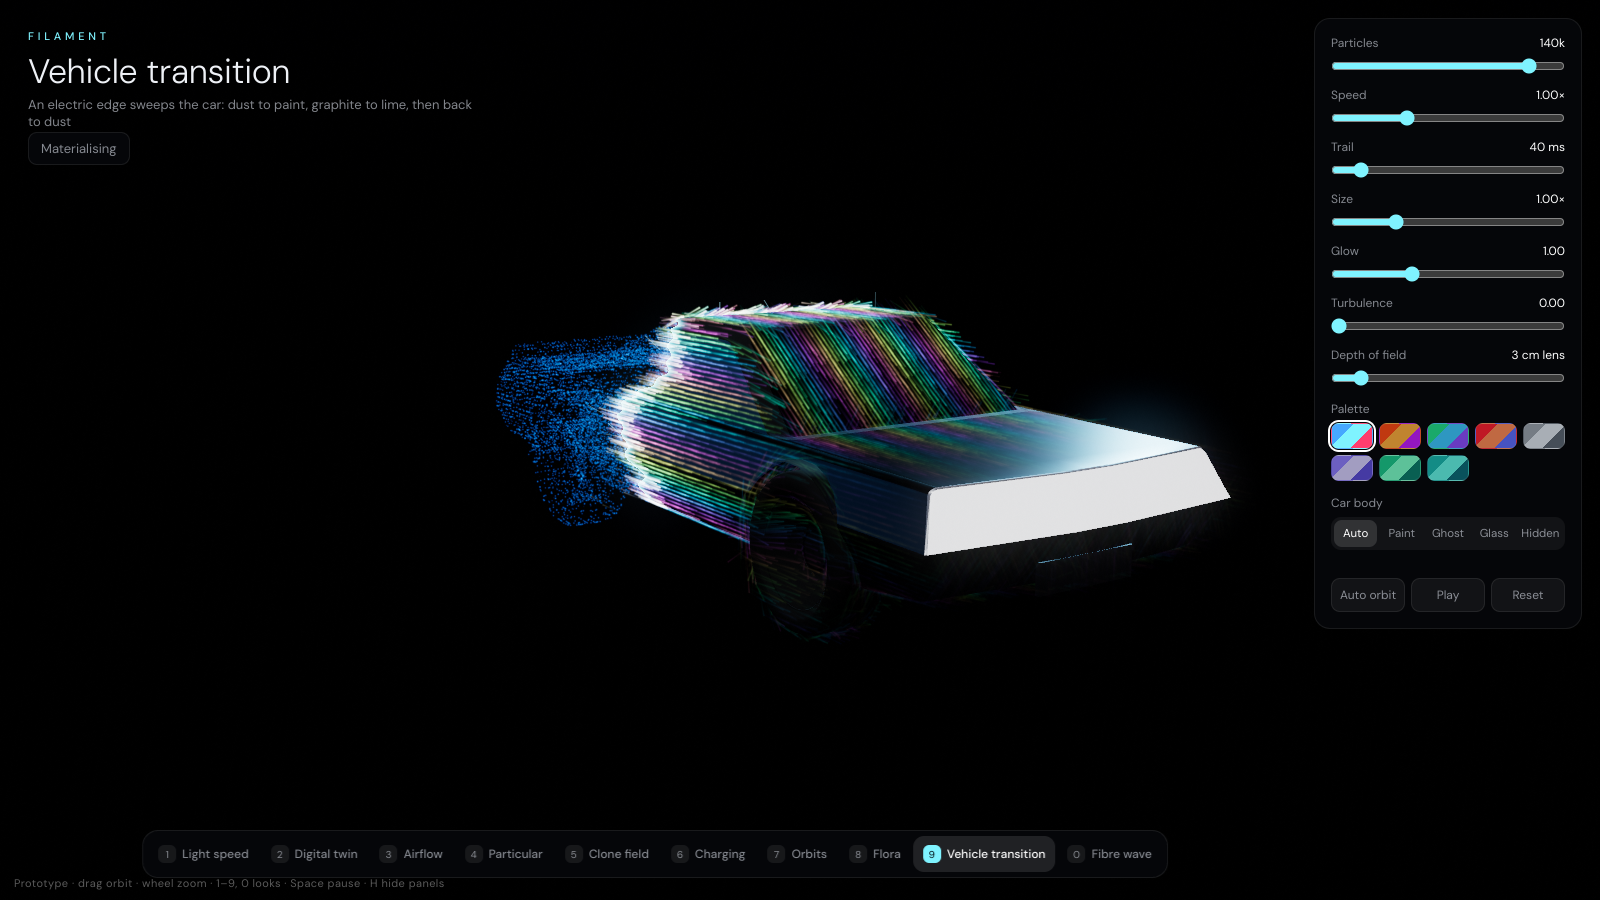 FILAMENT
Vehicle transition
An electric edge sweeps the car: dust to paint, graphite to lime, then back
to dust
Materialising
Particles 140k
Speed 1.00×
Trail 40 ms
Size 1.00×
Glow 1.00
Turbulence 0.00
Depth of field 3 cm lens
Palette
Car body
Auto Paint Ghost Glass Hidden
Auto orbit Play Reset
1 Light speed 2 Digital twin 3 Airflow 4 Particular 5 Clone field 6 Charging 7 Orbits 8 Flora 9 Vehicle transition 0 Fibre wave
Prototype · drag orbit · wheel zoom · 1–9, 0 looks · Space pause · H hide panels